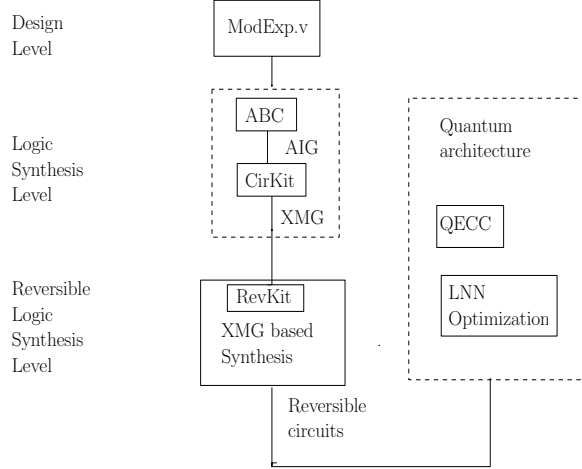 Design
Level
ModExp.v
Logic
Synthesis
Level
ABC
AIG
CirKit
XMG
Quantum
architecture
QECC
LNN
Optimization
Reversible
Logic
Synthesis
Level
RevKit
XMG based
Synthesis
Reversible
circuits